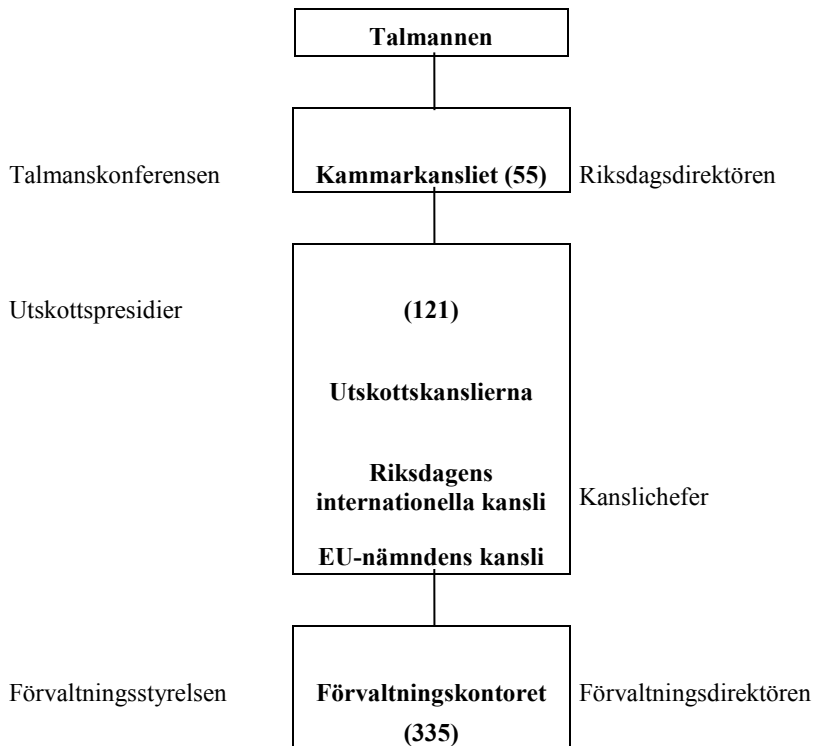 Talmannen
Talmanskonferensen Kammarkansliet (55) Riksdagsdirektören
Utskottspresidier (121)
Utskottskanslierna
Riksdagens
internationella kansli Kanslichefer
EU-nämndens kansli
Förvaltningsstyrelsen Förvaltningskontoret Förvaltningsdirektören
(335)